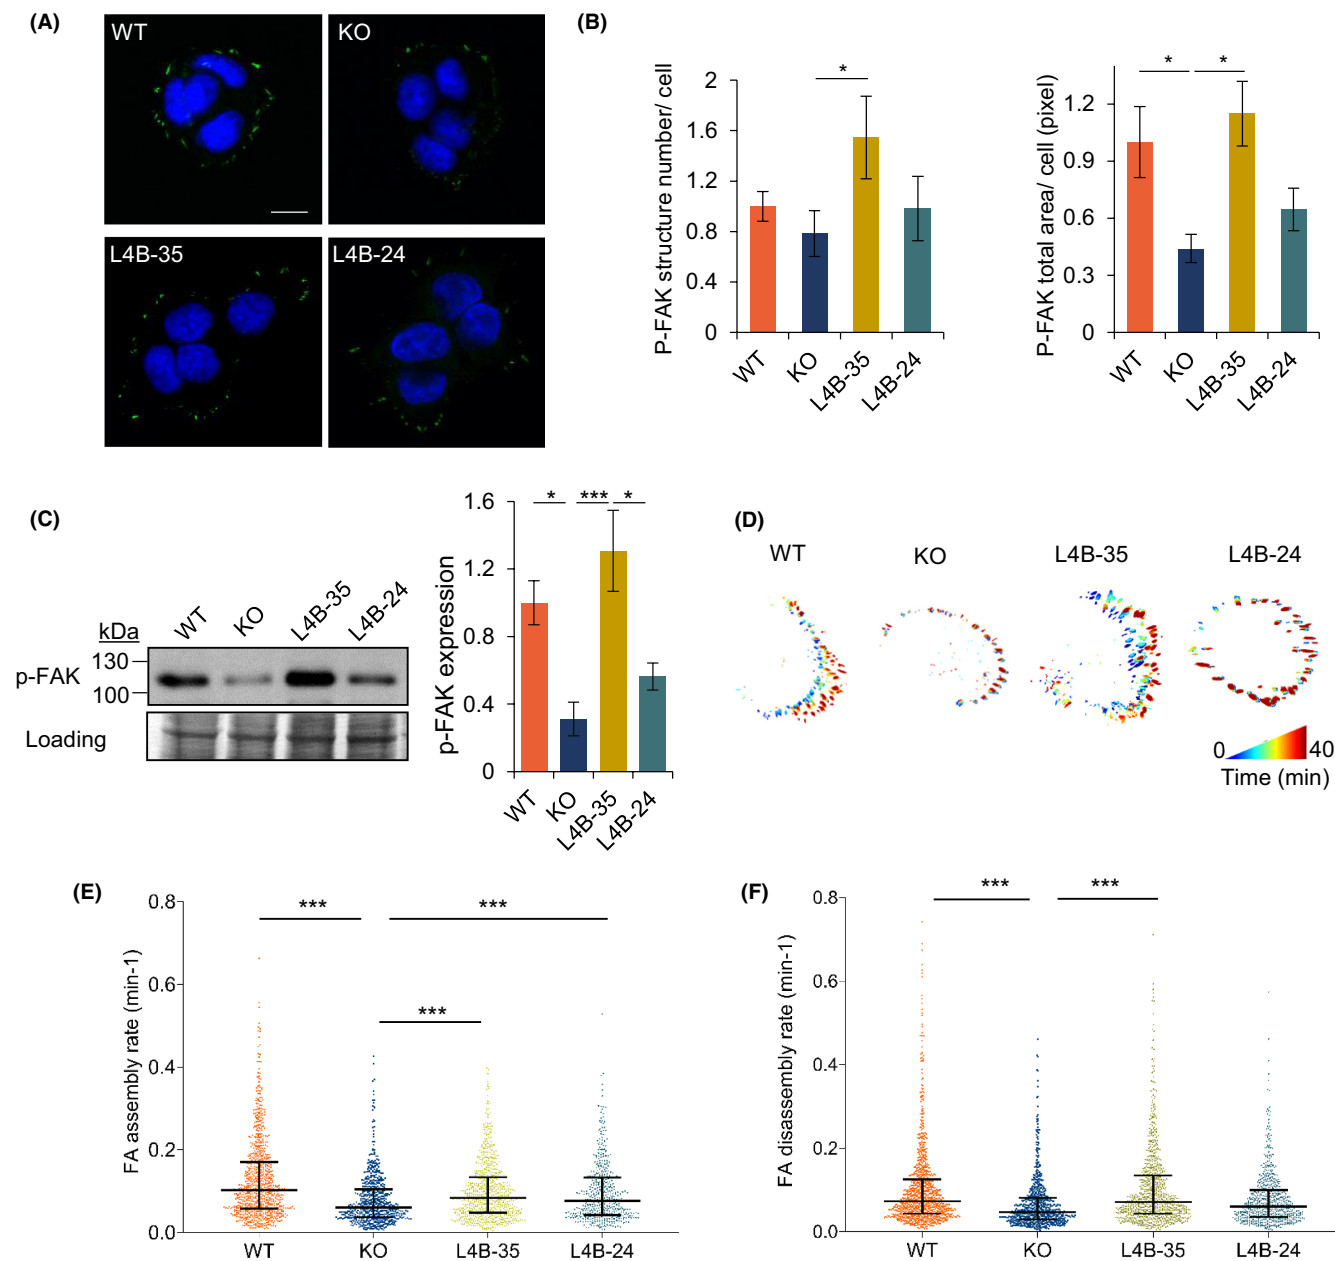 (A)
WT
KO
L4B-35
L4B-24
(B)
P-FAK structure number/ cell
2
1.6
1.2
0.8
0.4
0
*
WT
KO
L4B-35
L4B-24
P-FAK total area/ cell (pixel)
1.2
0.9
0.6
0.3
0
*
*
WT
KO
L4B-35
L4B-24
(C)
kDa
WT
KO
L4B-35
L4B-24
p-FAK
130
100
Loading
p-FAK expression
1.6
1.2
0.8
0.4
0
*
***
*
WT
KO
L4B-35
L4B-24
(D)
WT
KO
L4B-35
L4B-24
0
40
Time (min)
(E)
FA assembly rate (min-1)
0.8
0.6
0.4
0.2
0.0
***
***
***
WT
KO
L4B-35
L4B-24
(F)
FA disassembly rate (min-1)
0.8
0.6
0.4
0.2
0.0
***
***
WT
KO
L4B-35
L4B-24